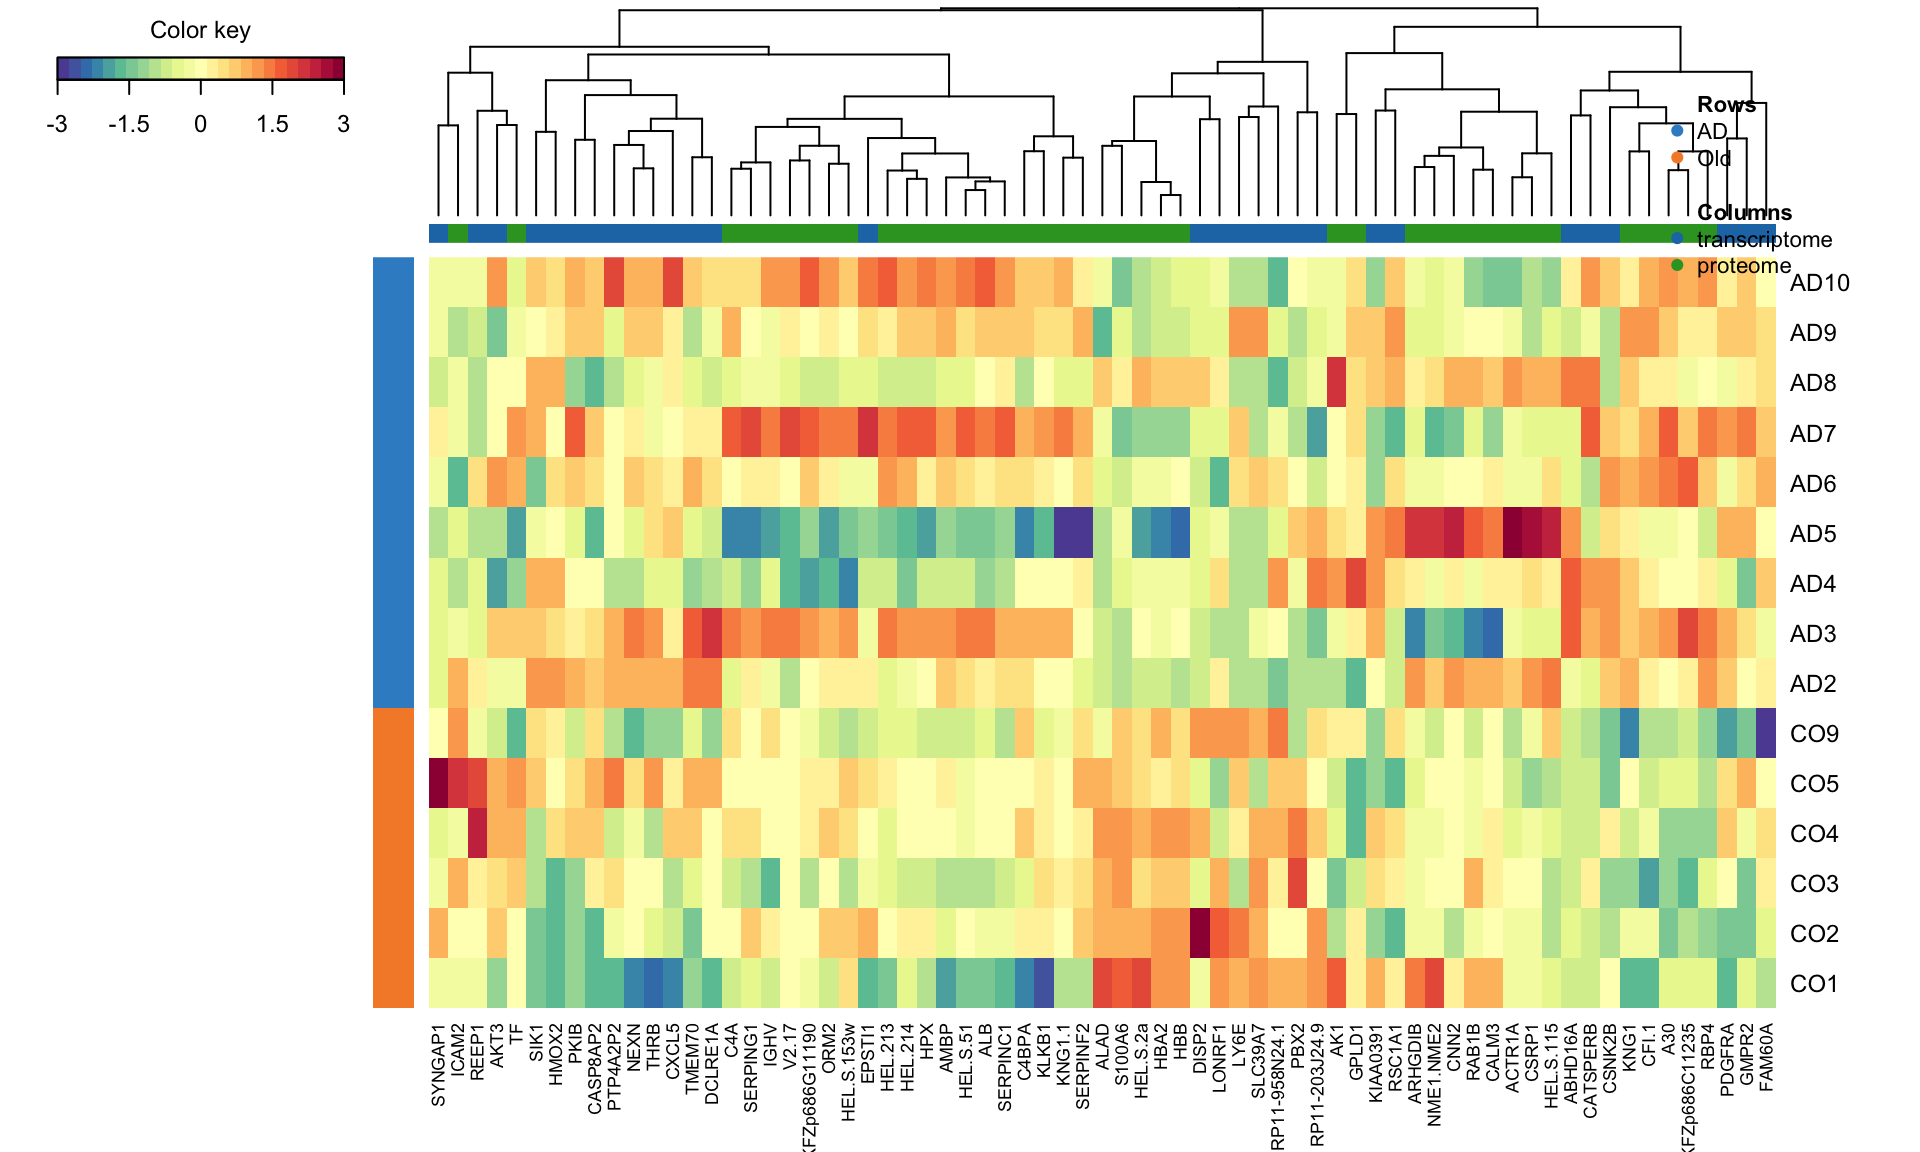 Color key
-3 -1.5 0 1.5 3
Rows
AD
Old
Columns
transcriptome
proteome
AD10
AD9
AD8
AD7
AD6
AD5
AD4
AD3
AD2
CO9
CO5
CO4
CO3
CO2
CO1
SYNGAP1
ICAM2
REEP1
AKT3
TF
SIK1
HMOX2
PKIB
CASP8AP2
PTP4A2P2
NEXN
THRB
CXCL5
TMEM70
DCLRE1A
C4A
SERPING1
IGHV
V2.17
KFZp686G11190
ORM2
HEL.S.153w
EPSTI1
HEL.213
HEL.214
HPX
AMBP
HEL.S.51
ALB
SERPINC1
C4BPA
KLKB1
KNG1.1
SERPINF2
ALAD
S100A6
HEL.S.2a
HBA2
HBB
DISP2
LONRF1
LY6E
SLC39A7
RP11-958N24.1
PBX2
RP11-203J24.9
AK1
GPLD1
KIAA0391
RSC1A1
ARHGDIB
NME1.NME2
CNN2
RAB1B
CALM3
ACTR1A
CSRP1
HEL.S.115
ABHD16A
CATSPERB
CSNK2B
KNG1
CFI.1
A30
KFZp686C11235
RBP4
PDGFRA
GMPR2
FAM60A